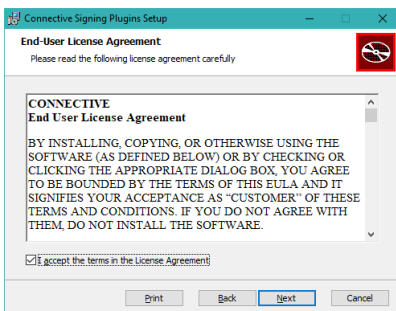 Connective Signing Plugins Setup
End-User License Agreement
Please read the following license agreement carefully
CONNECTIVE
End User License Agreement
BY INSTALLING, COPYING, OR OTHERWISE USING THE
SOFTWARE (AS DEFINED BELOW) OR BY CHECKING OR
CLICKING THE APPROPRIATE DIALOG BOX, YOU AGREE
TO BE BOUNDED BY THE TERMS OF THIS EULA AND IT
SIGNIFIES YOUR ACCEPTANCE AS “CUSTOMER” OF THESE
TERMS AND CONDITIONS. IF YOU DO NOT AGREE WITH
THEM, DO NOT INSTALL THE SOFTWARE.
I accept the terms in the License Agreement
Print Back Next Cancel